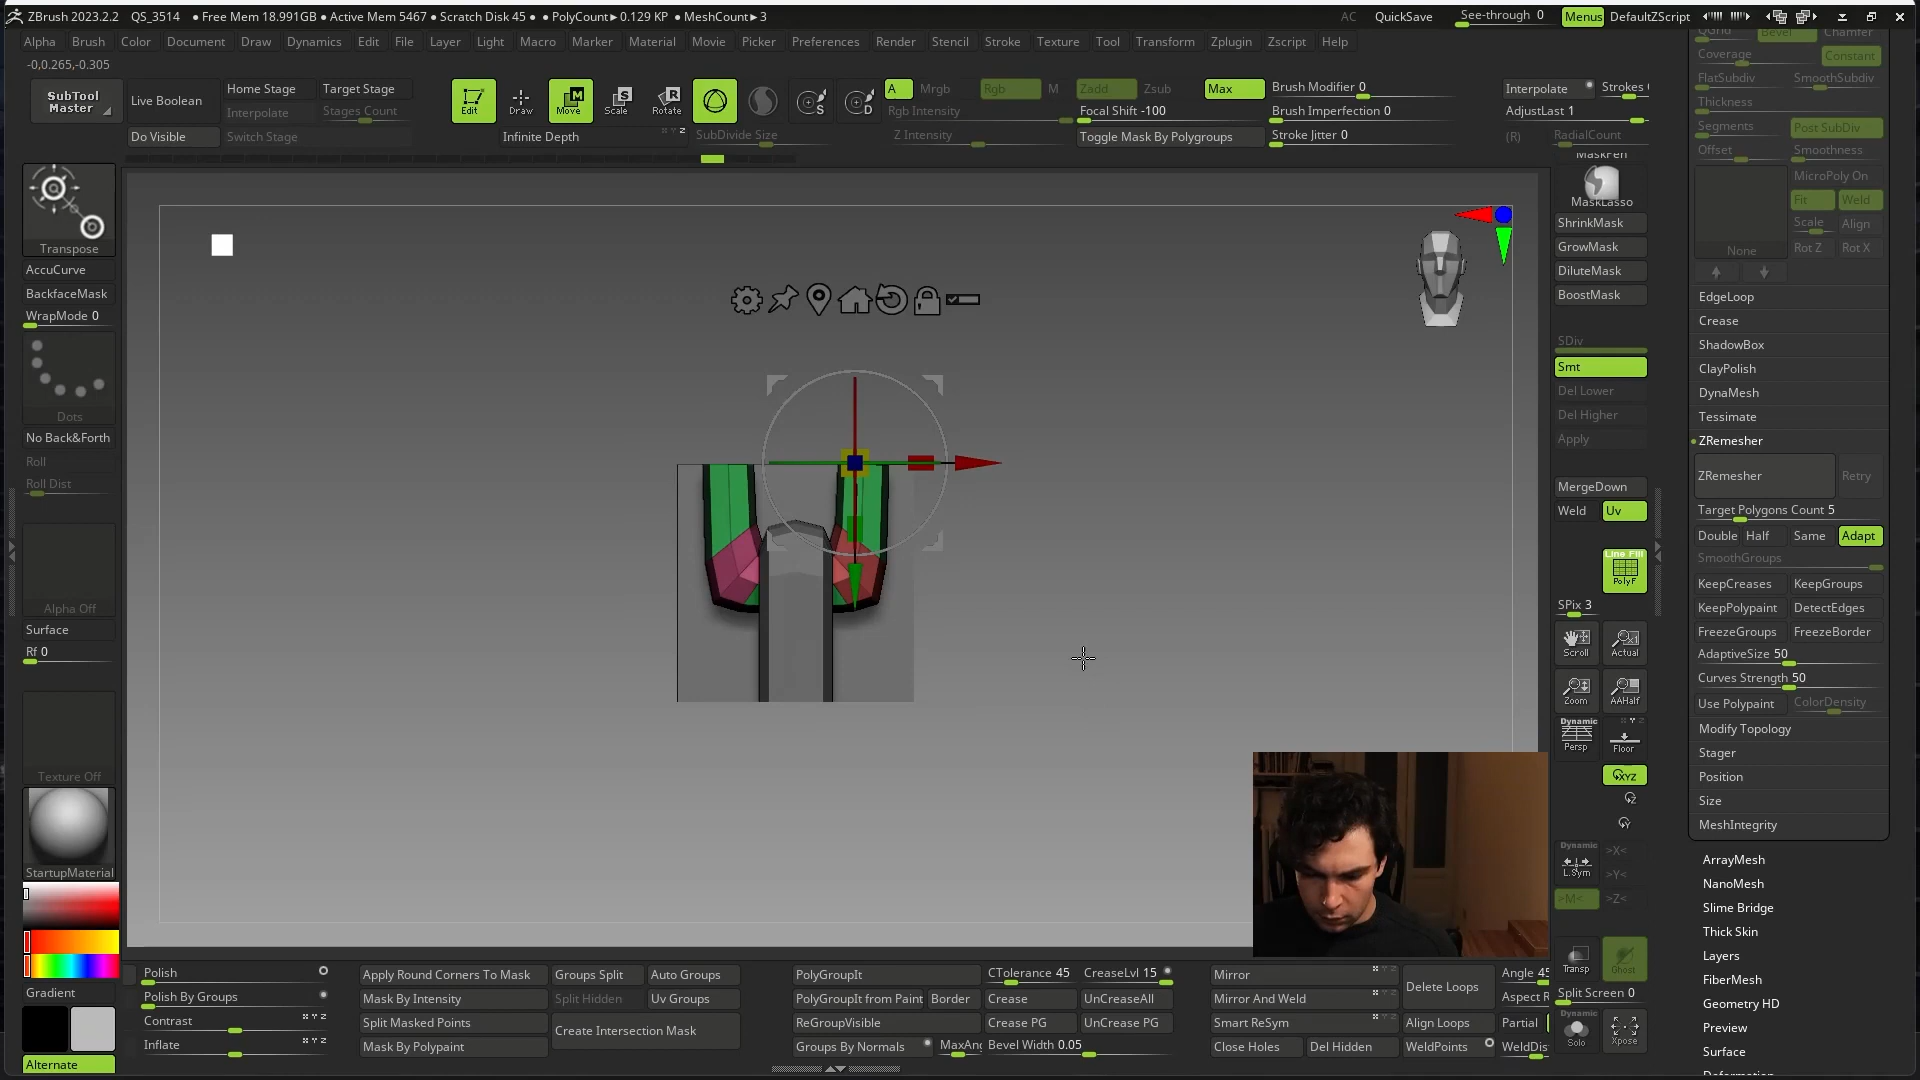 ZBrush 2023.2.2 QS_3514 ● Free Mem 18.991GB ● Active Mem 5467 ● Scratch Disk 45 ● ● PolyCount► 0.129 KP ● MeshCount► 3 AC QuickSave See-through 0 Menus DefaultZScript
Alpha Brush Color Document Draw Dynamics Edit File Layer Light Macro Marker Material Movie Picker Preferences Render Stencil Stroke Texture Tool Transform Zplugin Zscript Help
-0,0.265,-0.305
SubTool
Master
Live Boolean
Do Visible
Home Stage
Target Stage
Interpolate
Stages Count
Switch Stage
Edit
Draw
Move
Scale
Rotate
Infinite Depth
SubDivide Size
A Mrgb Rgb M Zadd Zsub Max
Rgb Intensity
Z Intensity
Focal Shift -100
Toggle Mask By Polygroups
Brush Modifier 0
Brush Imperfection 0
Stroke Jitter 0
Interpolate
Strokes
AdjustLast 1
(R) RadialCount
Transpose
AccuCurve
BackfaceMask
WrapMode 0
Dots
No Back&Forth
Roll
Roll Dist
Alpha Off
Surface
Rf 0
Texture Off
StartupMaterial
Gradient
Alternate
MaskPen
MaskLasso
ShrinkMask
GrowMask
DiluteMask
BoostMask
SDiv
Smt
Del Lower
Del Higher
Apply
MergeDown
Weld Uv
Line Fill
PolyF
SPix 3
Scroll Actual
Zoom AAHalf
Dynamic
Persp Floor
XYZ
Dynamic
L.Sym
>X<
>Y<
>M< >Z<
Transp Ghost
Split Screen 0
Dynamic
Solo Xpose
QGrid Bevel Chamfer
Coverage Constant
FlatSubdiv SmoothSubdiv
Thickness
Segments Post SubDiv
Offset Smoothness
MicroPoly On
Fit Weld
Scale Align
None Rot Z Rot X
EdgeLoop
Crease
ShadowBox
ClayPolish
DynaMesh
Tessimate
ZRemesher
ZRemesher Retry
Target Polygons Count 5
Double Half Same Adapt
SmoothGroups
KeepCreases KeepGroups
KeepPolypaint DetectEdges
FreezeGroups FreezeBorder
AdaptiveSize 50
Curves Strength 50
Use Polypaint ColorDensity
Modify Topology
Stager
Position
Size
MeshIntegrity
ArrayMesh
NanoMesh
Slime Bridge
Thick Skin
Layers
FiberMesh
Geometry HD
Preview
Surface
Deformation
Polish
Polish By Groups
Contrast
Inflate
Apply Round Corners To Mask
Mask By Intensity
Split Masked Points
Mask By Polypaint
Groups Split Auto Groups
Split Hidden Uv Groups
Create Intersection Mask
PolyGroupIt
PolyGroupIt from Paint Border
ReGroupVisible
Groups By Normals MaxAng
CTolerance 45 CreaseLvl 15
Crease UnCreaseAll
Crease PG UnCrease PG
Bevel Width 0.05
Mirror
Mirror And Weld
Smart ReSym
Close Holes Del Hidden
Delete Loops
Align Loops
WeldPoints
Angle 45
Aspect R
Partial
WeldDis